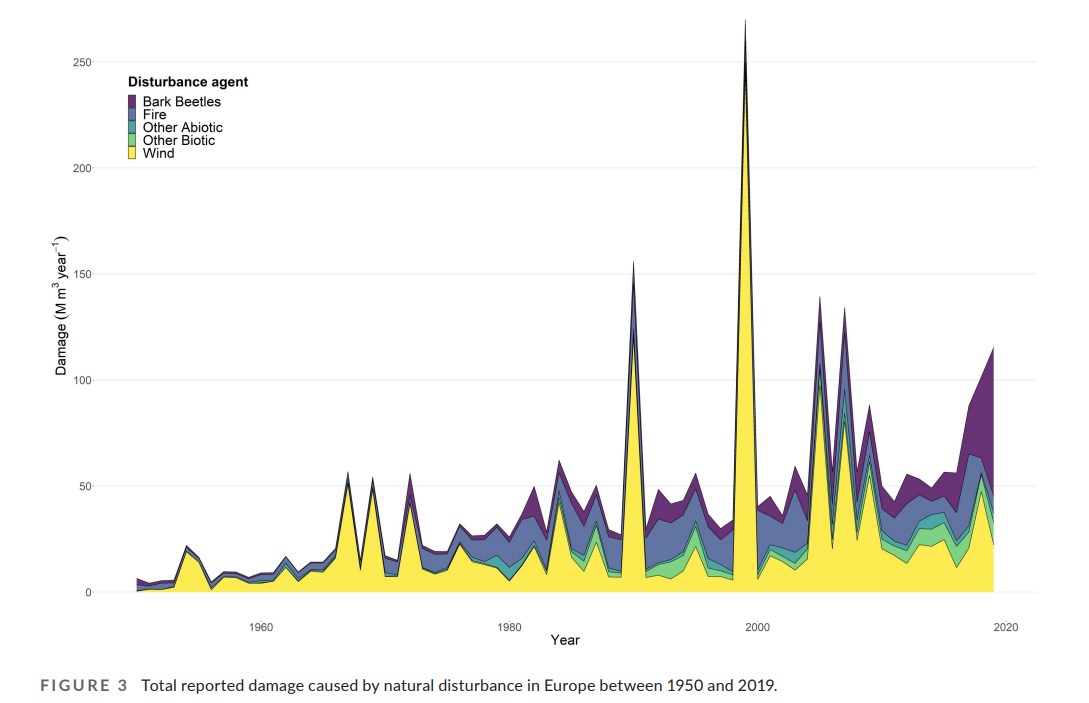 250
200
150
100
50
0
Disturbance agent
Bark Beetles
Fire
Other Abiotic
Other Biotic
Wind
Damage (M m³ year⁻¹)
1960
1980
2000
2020
Year
FIGURE 3 Total reported damage caused by natural disturbance in Europe between 1950 and 2019.